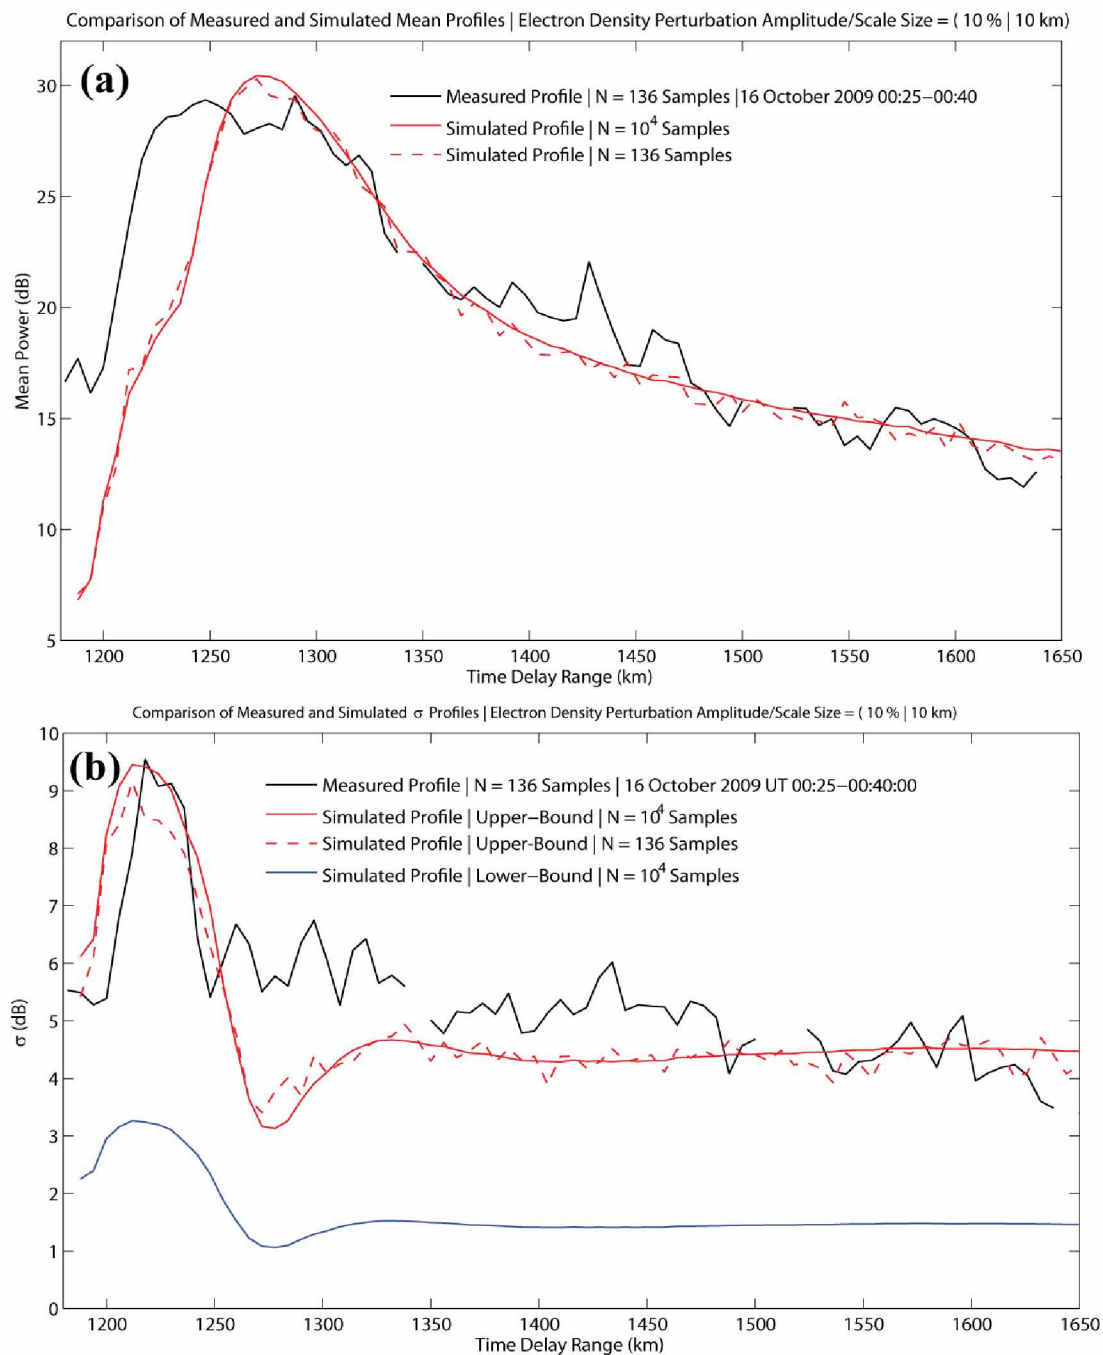 Comparison of Measured and Simulated Mean Profiles | Electron Density Perturbation Amplitude/Scale Size = ( 10 % | 10 km)
(a)
Measured Profile | N = 136 Samples |16 October 2009 00:25−00:40
Simulated Profile | N = 10^4 Samples
Simulated Profile | N = 136 Samples
Mean Power (dB)
30
25
20
15
10
5
1200 1250 1300 1350 1400 1450 1500 1550 1600 1650
Time Delay Range (km)
Comparison of Measured and Simulated σ Profiles | Electron Density Perturbation Amplitude/Scale Size = ( 10 % | 10 km)
(b)
Measured Profile | N = 136 Samples | 16 October 2009 UT 00:25−00:40:00
Simulated Profile | Upper−Bound | N = 10^4 Samples
Simulated Profile | Upper-Bound | N = 136 Samples
Simulated Profile | Lower−Bound | N = 10^4 Samples
σ (dB)
10
9
8
7
6
5
4
3
2
1
0
1200 1250 1300 1350 1400 1450 1500 1550 1600 1650
Time Delay Range (km)